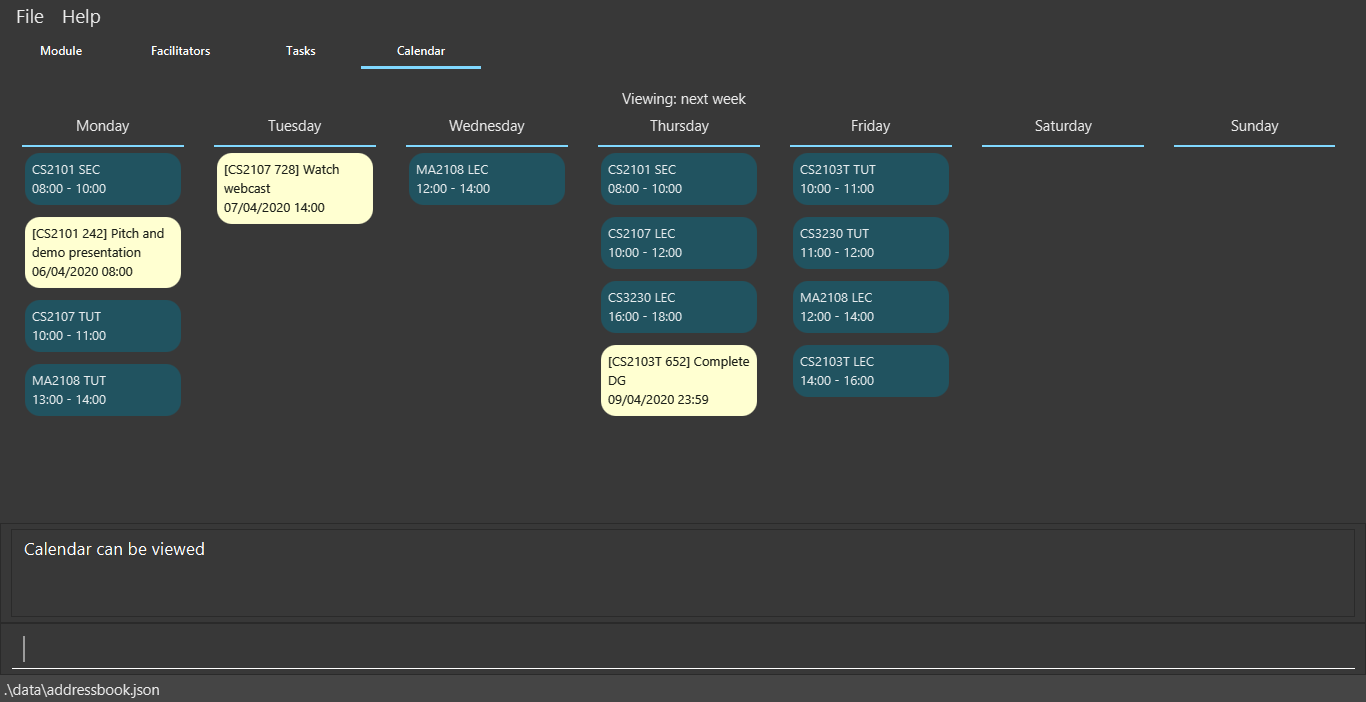 File Help
Module Facilitators Tasks Calendar
Viewing: next week
Monday Tuesday Wednesday Thursday Friday Saturday Sunday
CS2101 SEC
08:00 - 10:00
[CS2101 242] Pitch and
demo presentation
06/04/2020 08:00
CS2107 TUT
10:00 - 11:00
MA2108 TUT
13:00 - 14:00
[CS2107 728] Watch
webcast
07/04/2020 14:00
MA2108 LEC
12:00 - 14:00
CS2101 SEC
08:00 - 10:00
CS2107 LEC
10:00 - 12:00
CS3230 LEC
16:00 - 18:00
[CS2103T 652] Complete
DG
09/04/2020 23:59
CS2103T TUT
10:00 - 11:00
CS3230 TUT
11:00 - 12:00
MA2108 LEC
12:00 - 14:00
CS2103T LEC
14:00 - 16:00
Calendar can be viewed
.\data\addressbook.json